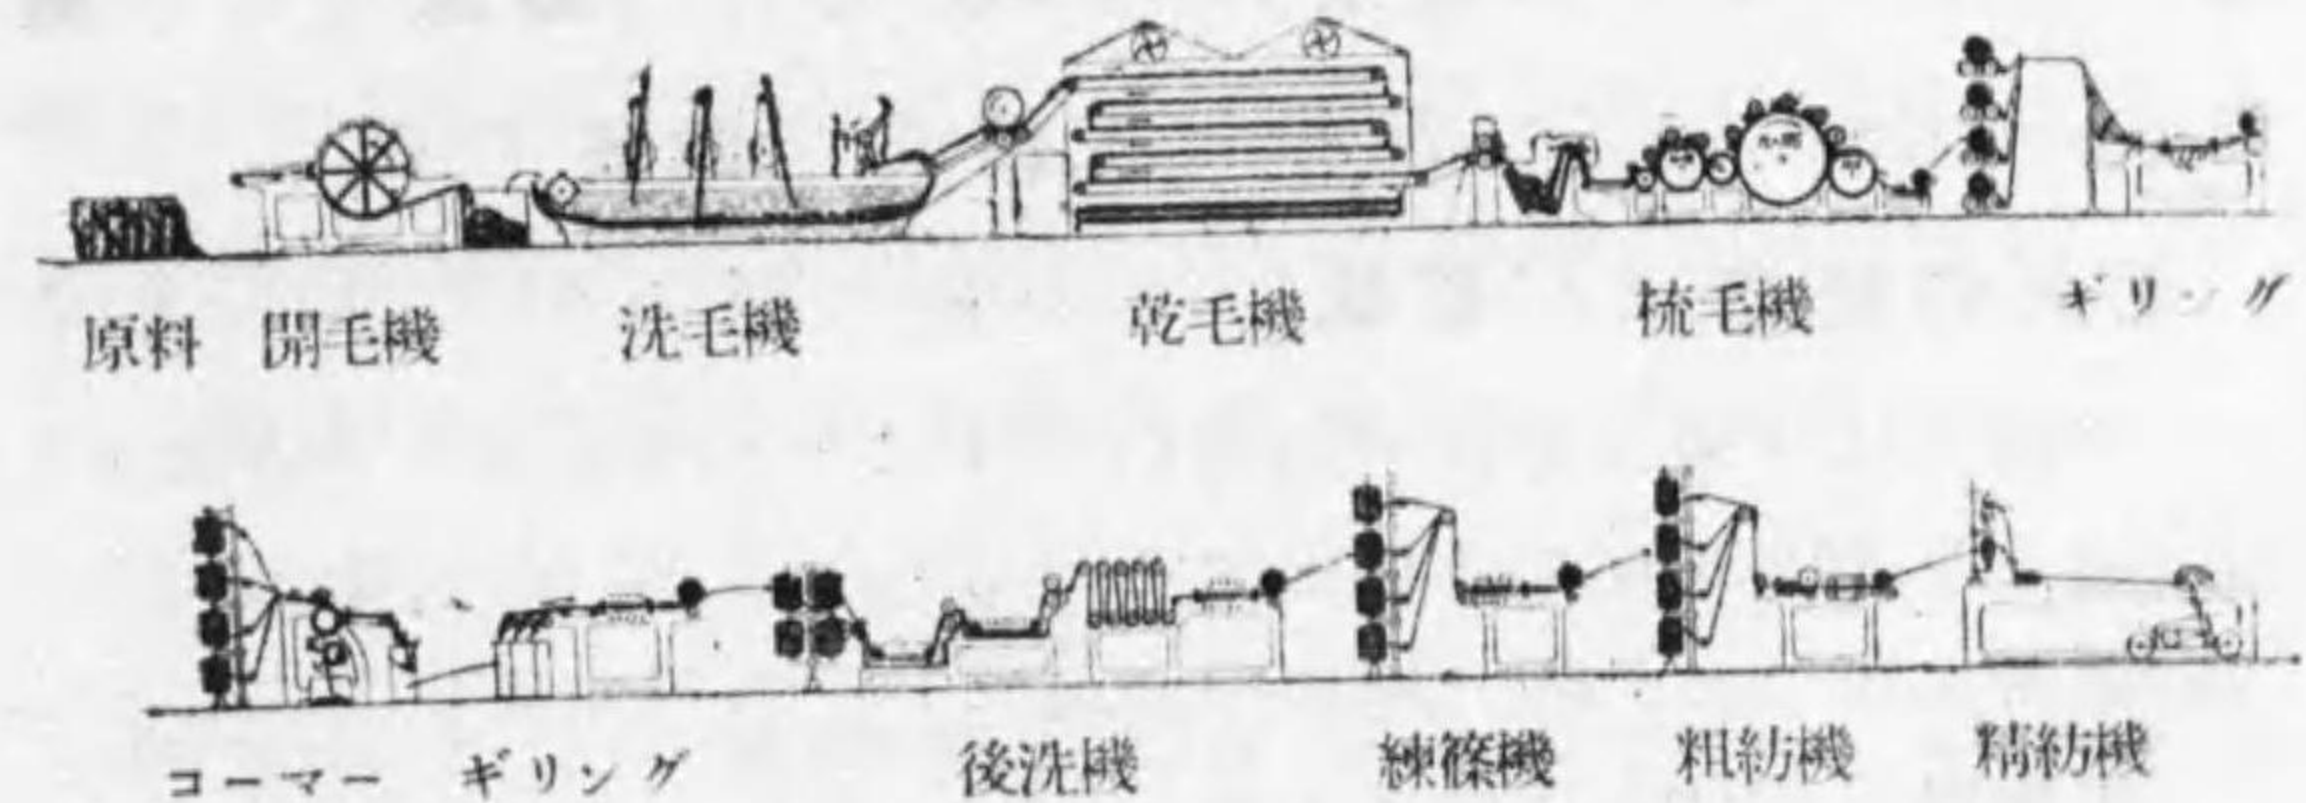 原料 開毛機 洗毛機 乾毛機 梳毛機 ギリング
コーマー ギリング 後洗機 練篠機 粗紡機 精紡機